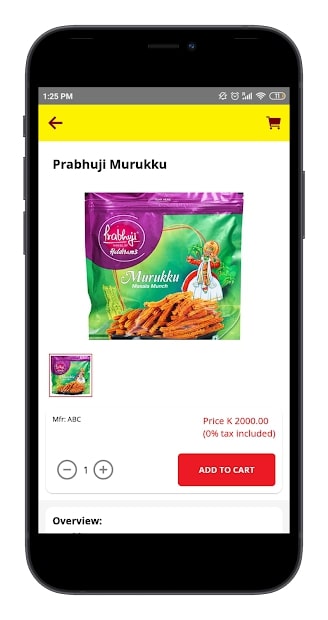 1:25 PM
11
Prabhuji Murukku
Prabhuji
Haldiram's
Murukku
Masala Munch
Mfr: ABC
Price K 2000.00
(0% tax included)
1
ADD TO CART
Overview: